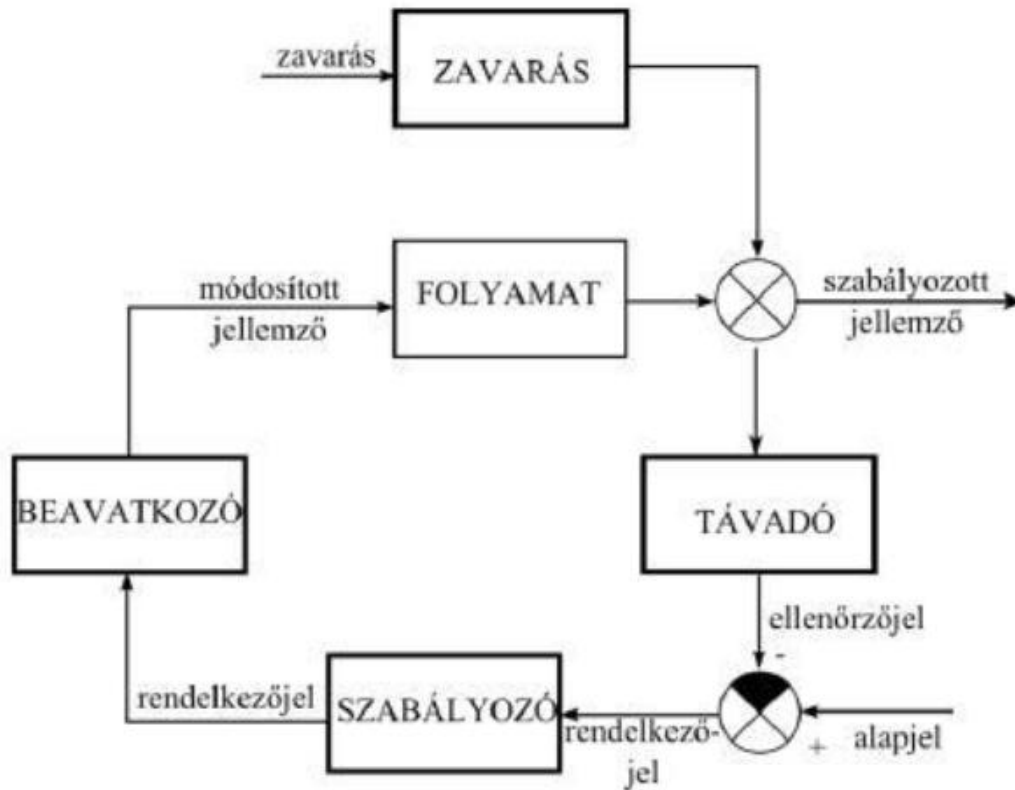 zavarás
ZAVARÁS
módosított
jellemző
FOLYAMAT
szabályozott
jellemző
BEAVATKOZÓ
TÁVADÓ
ellenőrzőjel
-
rendelkezőjel
SZABÁLYOZÓ
rendelkező-
jel
+
alapjel